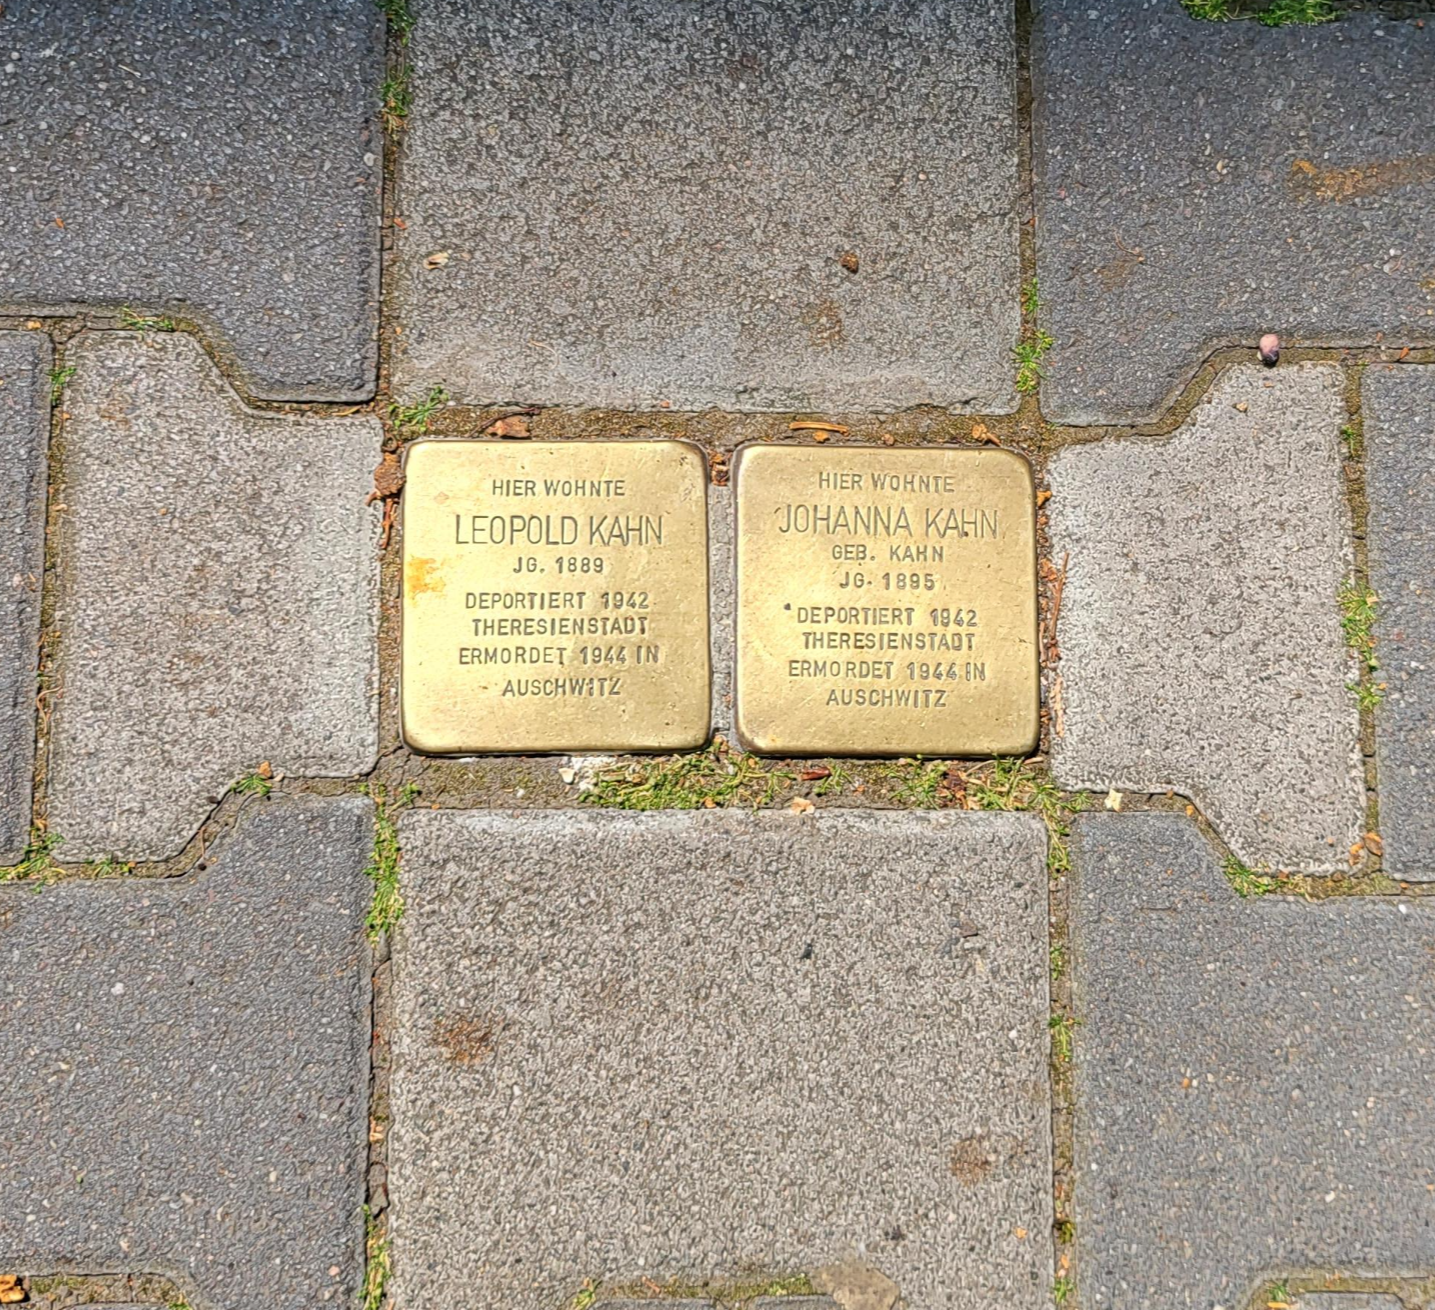 HIER WOHNTE
LEOPOLD KAHN
JG. 1889
DEPORTIERT 1942
THERESIENSTADT
ERMORDET 1944 IN
AUSCHWITZ
HIER WOHNTE
JOHANNA KAHN
GEB. KAHN
JG. 1895
DEPORTIERT 1942
THERESIENSTADT
ERMORDET 1944 IN
AUSCHWITZ